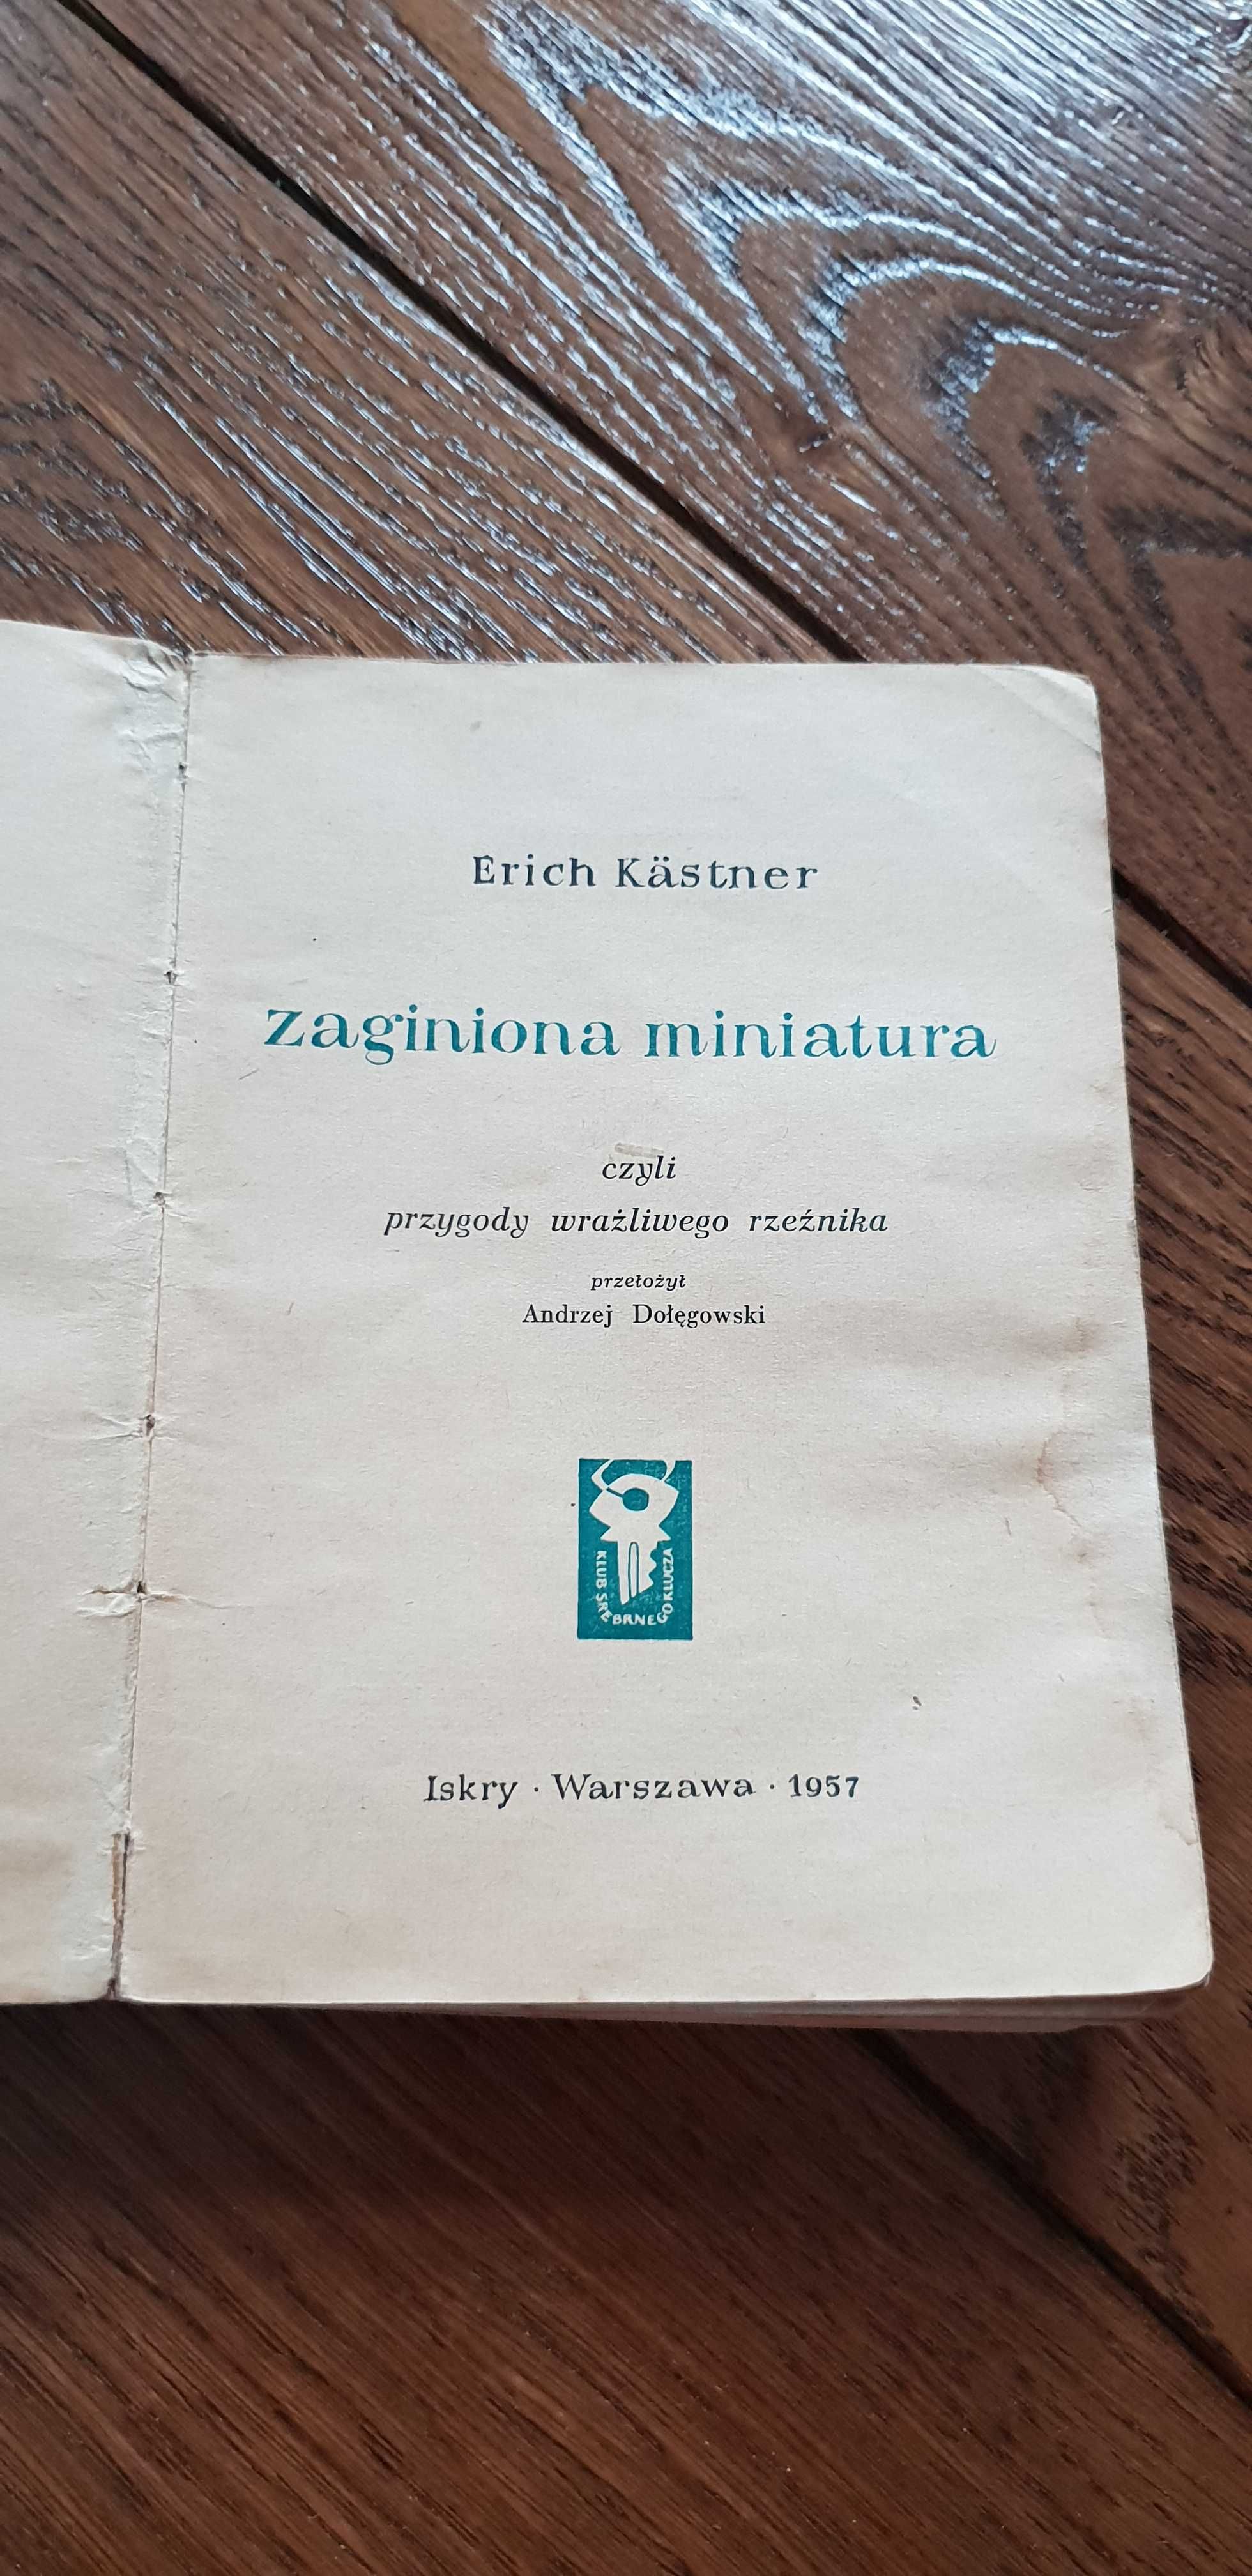 Erich Kästner
zaginiona miniatura
czyli
przygody wrażliwego rzeźnika
przełożył
Andrzej Dołęgowski
KLUB SREBRNEGO KLUCZA
Iskry · Warszawa · 1957